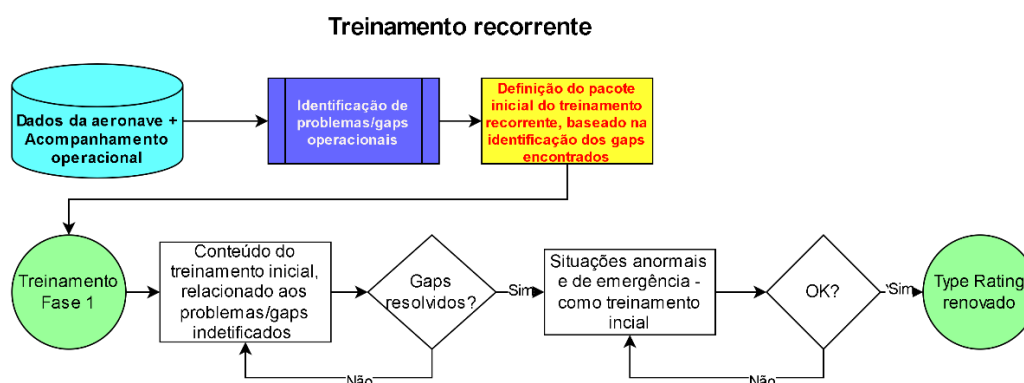 Treinamento recorrente
Dados da aeronave +
Acompanhamento
operacional
Identificação de
problemas/gaps
operacionais
Definição do pacote
inicial do treinamento
recorrente, baseado na
identificação dos gaps
encontrados
Treinamento
Fase 1
Conteúdo do
treinamento inicial,
relacionado aos
problemas/gaps
indetificados
Gaps
resolvidos?
Sim
Situações anormais
e de emergência -
como treinamento
incial
OK?
Sim
Type Rating
renovado
Não
Não